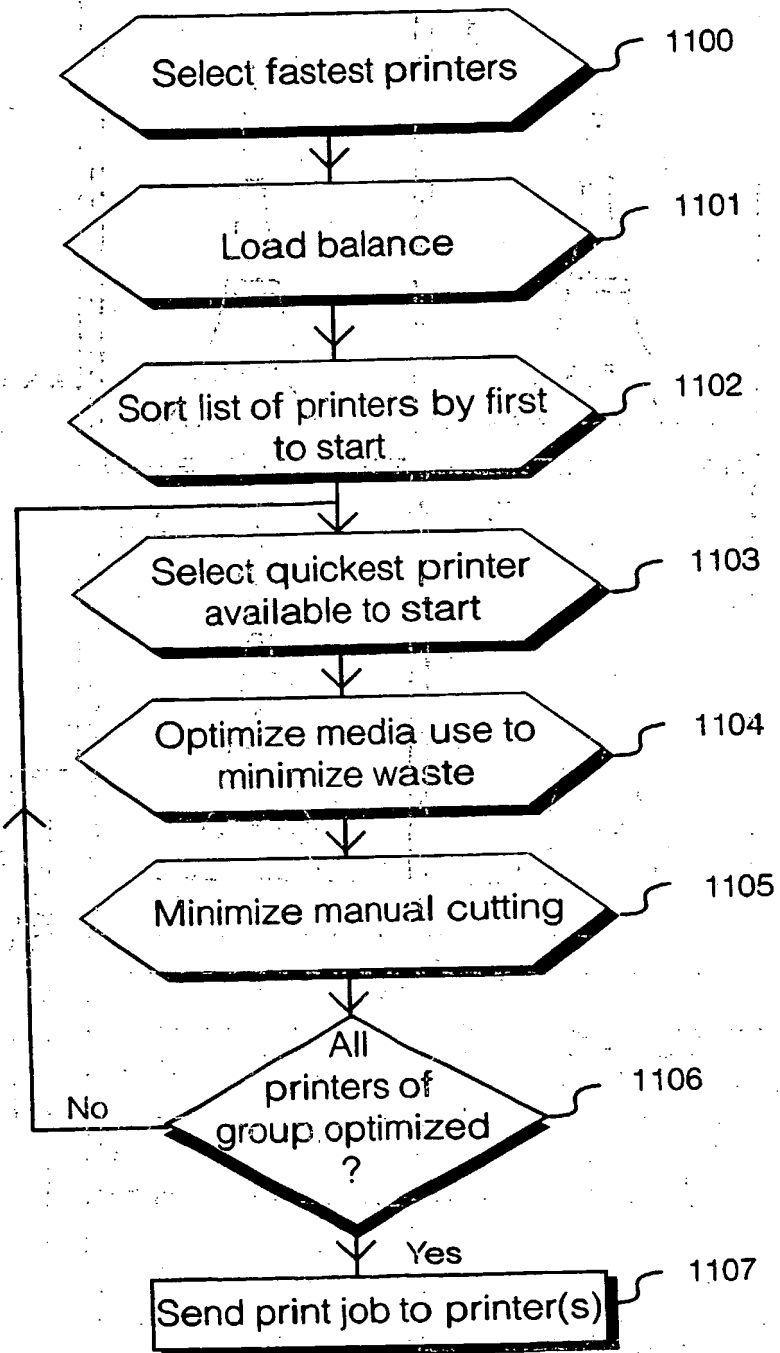 Select fastest printers
1100
Load balance
1101
Sort list of printers by first
to start
1102
Select quickest printer
available to start
1103
Optimize media use to
minimize waste
1104
Minimize manual cutting
1105
All
printers of
group optimized
?
1106
No
Yes
Send print job to printer(s)
1107